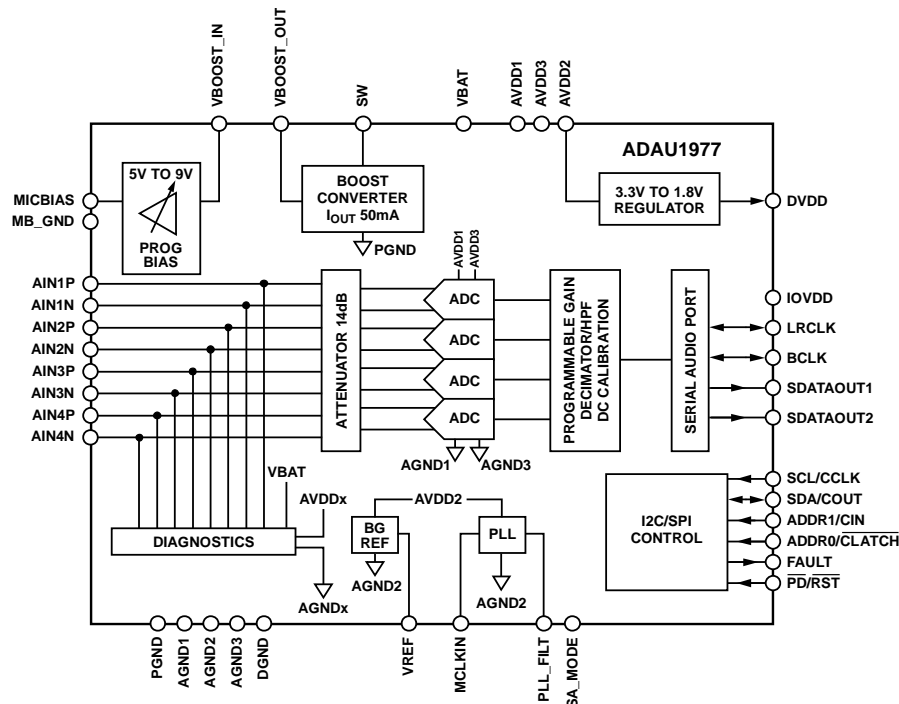 VBOOST_IN
VBOOST_OUT
SW
VBAT
AVDD1
AVDD3
AVDD2
ADAU1977
5V TO 9V
PROG
BIAS
BOOST
CONVERTER
IOUT 50mA
PGND
3.3V TO 1.8V
REGULATOR
MICBIAS
MB_GND
DVDD
AIN1P
AIN1N
AIN2P
AIN2N
AIN3P
AIN3N
AIN4P
AIN4N
ATTENUATOR 14dB
AVDD1
AVDD3
ADC
ADC
ADC
ADC
AGND1
AGND3
PROGRAMMABLE GAIN
DECIMATOR/HPF
DC CALIBRATION
SERIAL AUDIO PORT
IOVDD
LRCLK
BCLK
SDATAOUT1
SDATAOUT2
VBAT
AVDDx
DIAGNOSTICS
AGNDx
AVDD2
BG
REF
AGND2
PLL
AGND2
I2C/SPI
CONTROL
SCL/CCLK
SDA/COUT
ADDR1/CIN
ADDR0/CLATCH
FAULT
PD/RST
PGND
AGND1
AGND2
AGND3
DGND
VREF
MCLKIN
PLL_FILT
SA_MODE